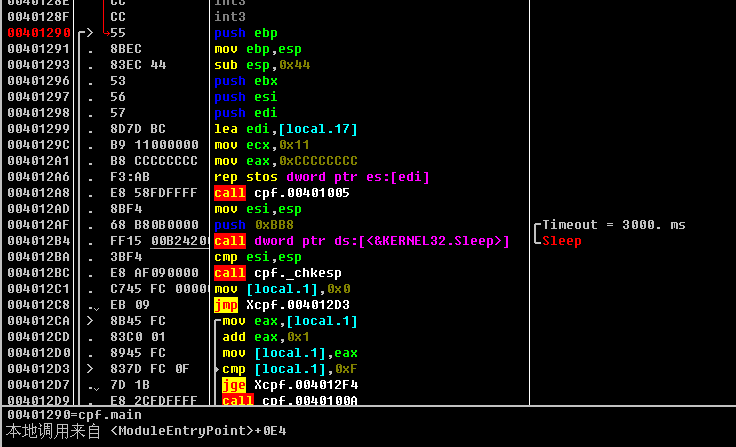 0040128E CC int3
0040128F CC int3
00401290 > 55 push ebp
00401291 . 8BEC mov ebp,esp
00401293 . 83EC 44 sub esp,0x44
00401296 . 53 push ebx
00401297 . 56 push esi
00401298 . 57 push edi
00401299 . 8D7D BC lea edi,[local.17]
0040129C . B9 11000000 mov ecx,0x11
004012A1 . B8 CCCCCCCC mov eax,0xCCCCCCCC
004012A6 . F3:AB rep stos dword ptr es:[edi]
004012A8 . E8 58FDFFFF call cpf.00401005
004012AD . 8BF4 mov esi,esp
004012AF . 68 B80B0000 push 0xBB8 Timeout = 3000. ms
004012B4 . FF15 00B24200 call dword ptr ds:[<&KERNEL32.Sleep>] Sleep
004012BA . 3BF4 cmp esi,esp
004012BC . E8 AF090000 call cpf._chkesp
004012C1 . C745 FC 00000 mov [local.1],0x0
004012C8 . EB 09 jmp Xcpf.004012D3
004012CA > 8B45 FC mov eax,[local.1]
004012CD . 83C0 01 add eax,0x1
004012D0 . 8945 FC mov [local.1],eax
004012D3 > 837D FC 0F cmp [local.1],0xF
004012D7 . 7D 1B jge Xcpf.004012F4
004012D9 . E8 2CFDFFFF call cpf.0040100A
00401290=cpf.main
本地调用来自 <ModuleEntryPoint>+0E4